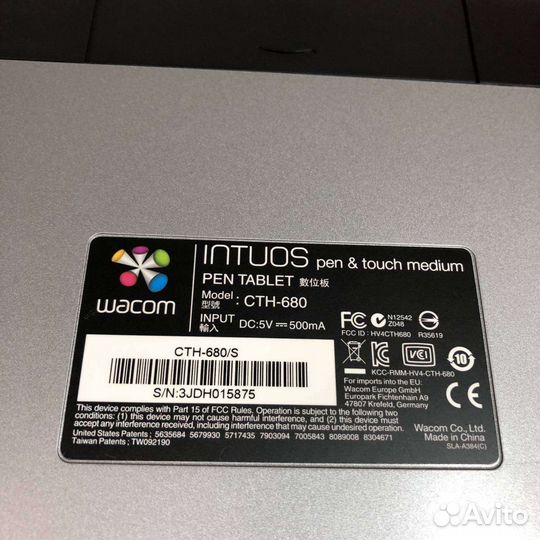 INTUOS pen & touch medium
PEN TABLET 數位板
wacom
Model : CTH-680
型號
INPUT DC:5V ⎓ 500mA
輸入
CTH-680/S
S/N:3JDH015875
FC N12542
Z048
R35619
FCC ID : HV4CTH680
VCI
10
KCC-RMM-HV4-CTH-680
For imports into the EU:
Wacom Europe GmbH
Europark Fichtenhain A9
47807 Krefeld, Germany
This device complies with Part 15 of FCC Rules. Operation is subject to the following two
conditions: (1) this device may not cause harmful interference, and (2) this device must
accept any interference received, including interference that may cause undesired operation.
United States Patents ; 5635684 5679930 5717435 7903094 7005843 8089008 8304671
Taiwan Patents ; TW092190
Wacom Co., Ltd.
Made in China
SLA-A384(C)
Avito